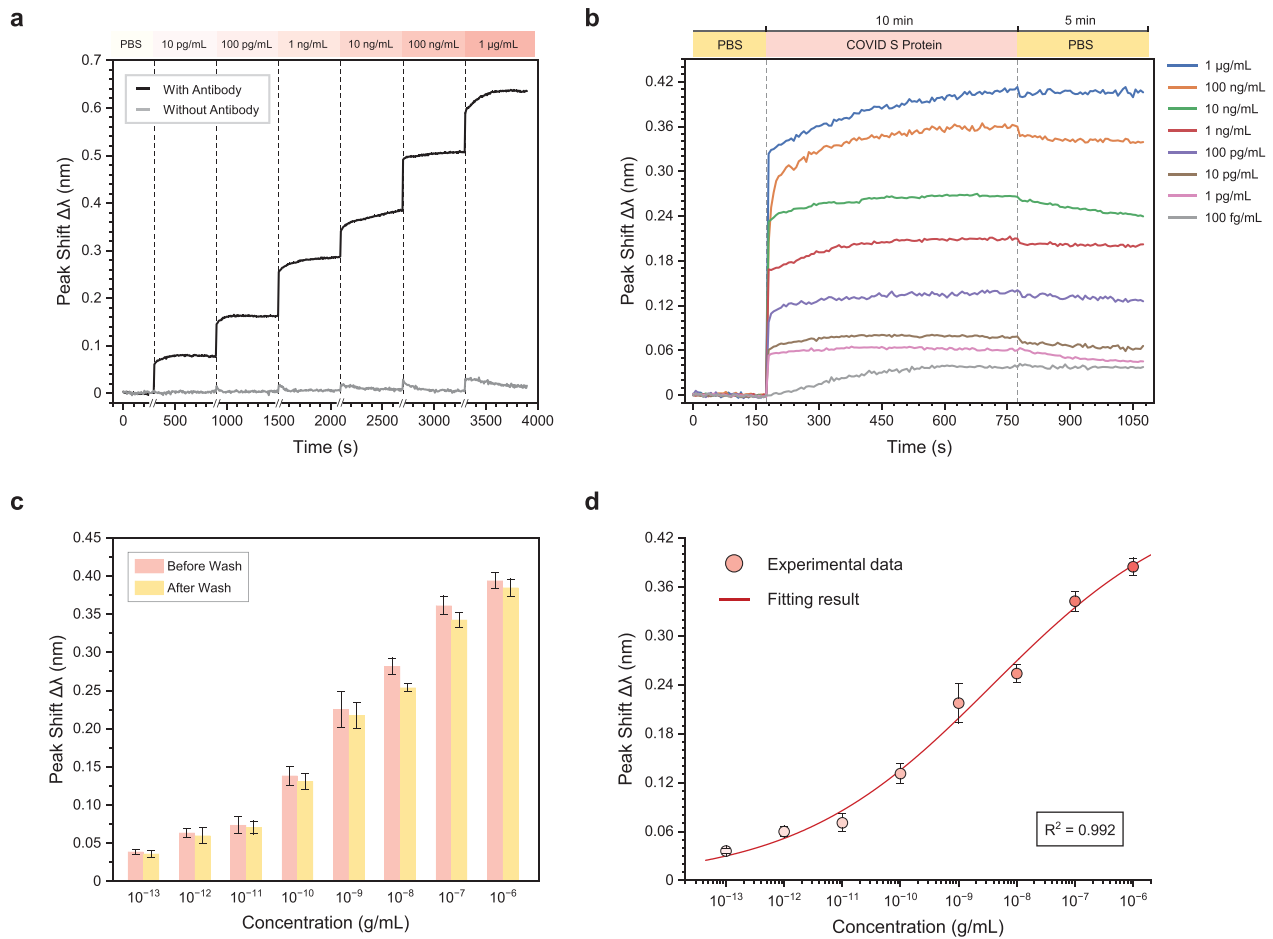 a
PBS 10 pg/mL 100 pg/mL 1 ng/mL 10 ng/mL 100 ng/mL 1 µg/mL
0.7
0.6
0.5
0.4
0.3
0.2
0.1
0
Peak Shift Δλ (nm)
With Antibody
Without Antibody
0 500 1000 1500 2000 2500 3000 3500 4000
Time (s)
b
10 min 5 min
PBS COVID S Protein PBS
0.42
0.36
0.30
0.24
0.18
0.12
0.06
0
Peak Shift Δλ (nm)
0 150 300 450 600 750 900 1050
Time (s)
1 µg/mL
100 ng/mL
10 ng/mL
1 ng/mL
100 pg/mL
10 pg/mL
1 pg/mL
100 fg/mL
c
0.45
0.40
0.35
0.30
0.25
0.20
0.15
0.10
0.05
0
Peak Shift Δλ (nm)
Before Wash
After Wash
10⁻¹³ 10⁻¹² 10⁻¹¹ 10⁻¹⁰ 10⁻⁹ 10⁻⁸ 10⁻⁷ 10⁻⁶
Concentration (g/mL)
d
0.42
0.36
0.30
0.24
0.18
0.12
0.06
0
Peak Shift Δλ (nm)
Experimental data
Fitting result
R² = 0.992
10⁻¹³ 10⁻¹² 10⁻¹¹ 10⁻¹⁰ 10⁻⁹ 10⁻⁸ 10⁻⁷ 10⁻⁶
Concentration (g/mL)